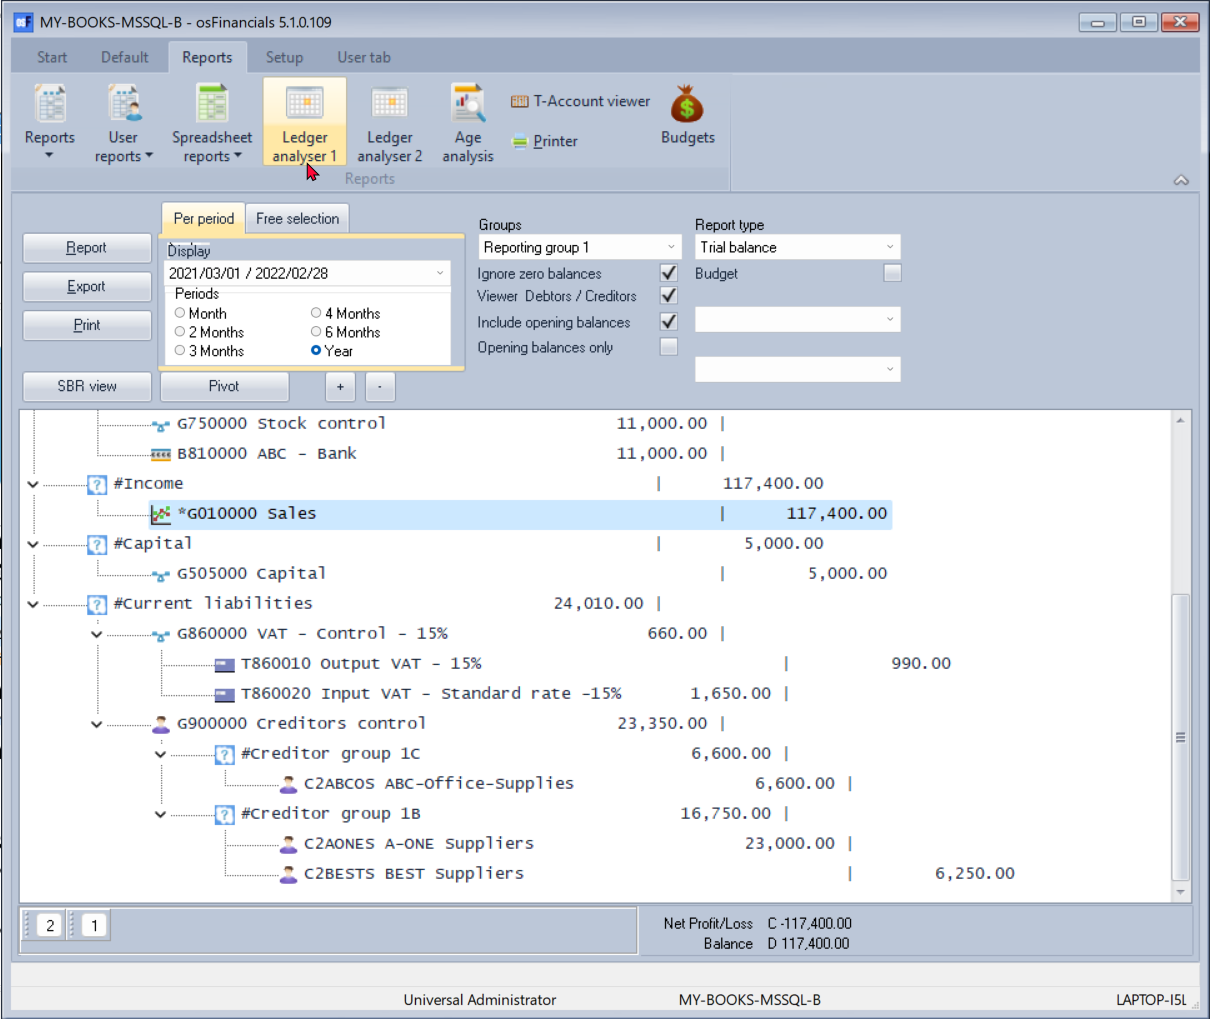 MY-BOOKS-MSSQL-B - osFinancials 5.1.0.109
Start Default Reports Setup User tab
Reports
User reports
Spreadsheet reports
Ledger analyser 1
Ledger analyser 2
Age analysis
T-Account viewer
Printer
Budgets
Reports
Per period Free selection
Report
Export
Print
SBR view
Display
2021/03/01 / 2022/02/28
Periods
Month 4 Months
2 Months 6 Months
3 Months Year
Pivot + -
Groups
Reporting group 1
Ignore zero balances
Viewer Debtors / Creditors
Include opening balances
Opening balances only
Report type
Trial balance
Budget
G750000 Stock control 11,000.00 |
B810000 ABC - Bank 11,000.00 |
#Income | 117,400.00
*G010000 Sales | 117,400.00
#Capital | 5,000.00
G505000 Capital | 5,000.00
#Current liabilities 24,010.00 |
G860000 VAT - Control - 15% 660.00 |
T860010 Output VAT - 15% | 990.00
T860020 Input VAT - Standard rate -15% 1,650.00 |
G900000 Creditors control 23,350.00 |
#Creditor group 1C 6,600.00 |
C2ABCOS ABC-Office-Supplies 6,600.00 |
#Creditor group 1B 16,750.00 |
C2AONES A-ONE Suppliers 23,000.00 |
C2BESTS BEST Suppliers | 6,250.00
2 1
Net Profit/Loss C -117,400.00
Balance D 117,400.00
Universal Administrator MY-BOOKS-MSSQL-B LAPTOP-I5L